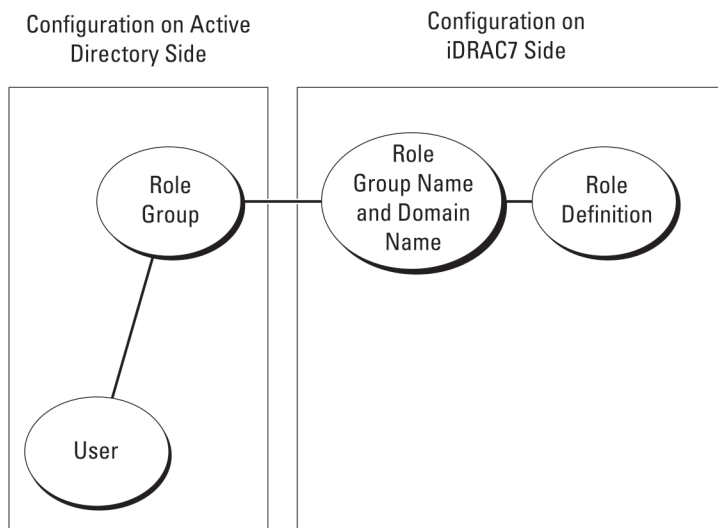 Configuration on Active
Directory Side
Configuration on
iDRAC7 Side
Role
Group
Role
Group Name
and Domain
Name
Role
Definition
User